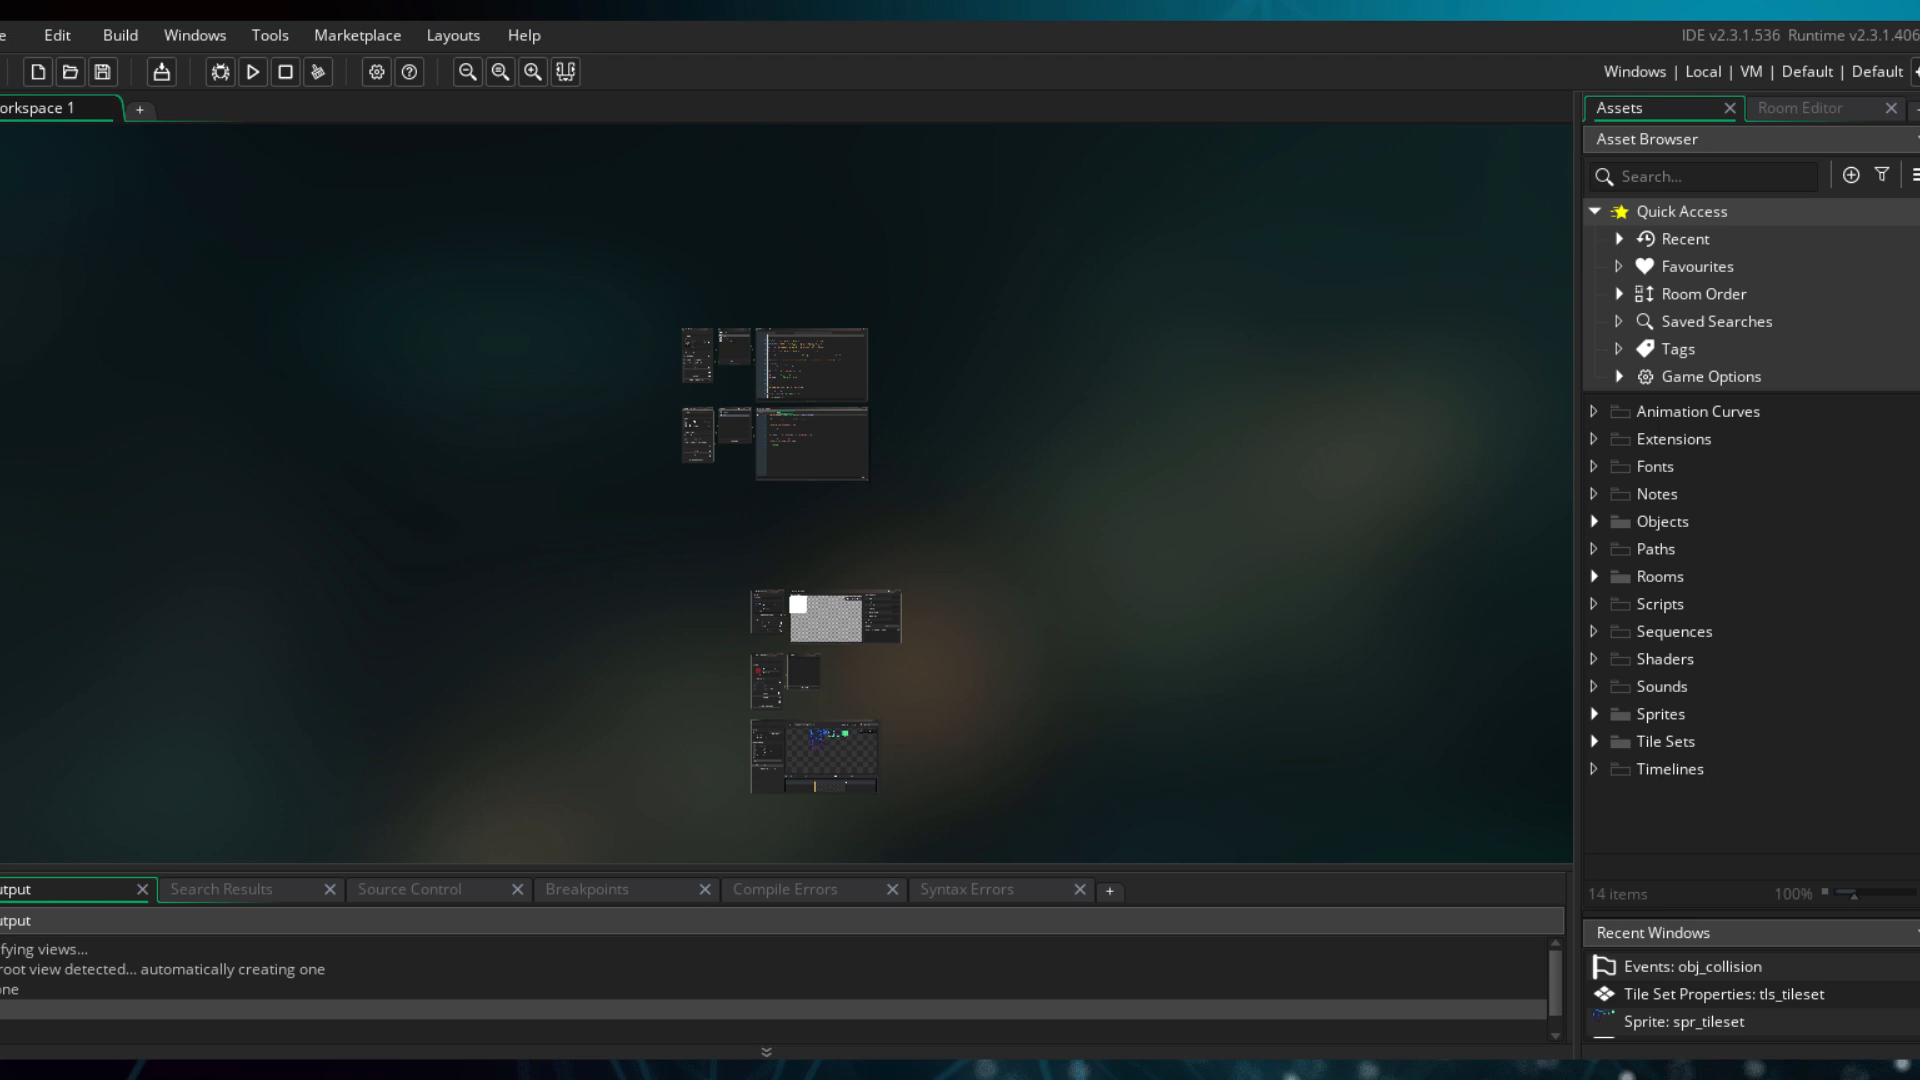 e Edit Build Windows Tools Marketplace Layouts Help IDE v2.3.1.536 Runtime v2.3.1.406
Windows | Local | VM | Default | Default
orkspace 1 +
Assets Room Editor
Asset Browser
Search...
Quick Access
Recent
Favourites
Room Order
Saved Searches
Tags
Game Options
Animation Curves
Extensions
Fonts
Notes
Objects
Paths
Rooms
Scripts
Sequences
Shaders
Sounds
Sprites
Tile Sets
Timelines
14 items 100%
Recent Windows
Events: obj_collision
Tile Set Properties: tls_tileset
Sprite: spr_tileset
utput Search Results Source Control Breakpoints Compile Errors Syntax Errors +
utput
fying views...
root view detected... automatically creating one
one